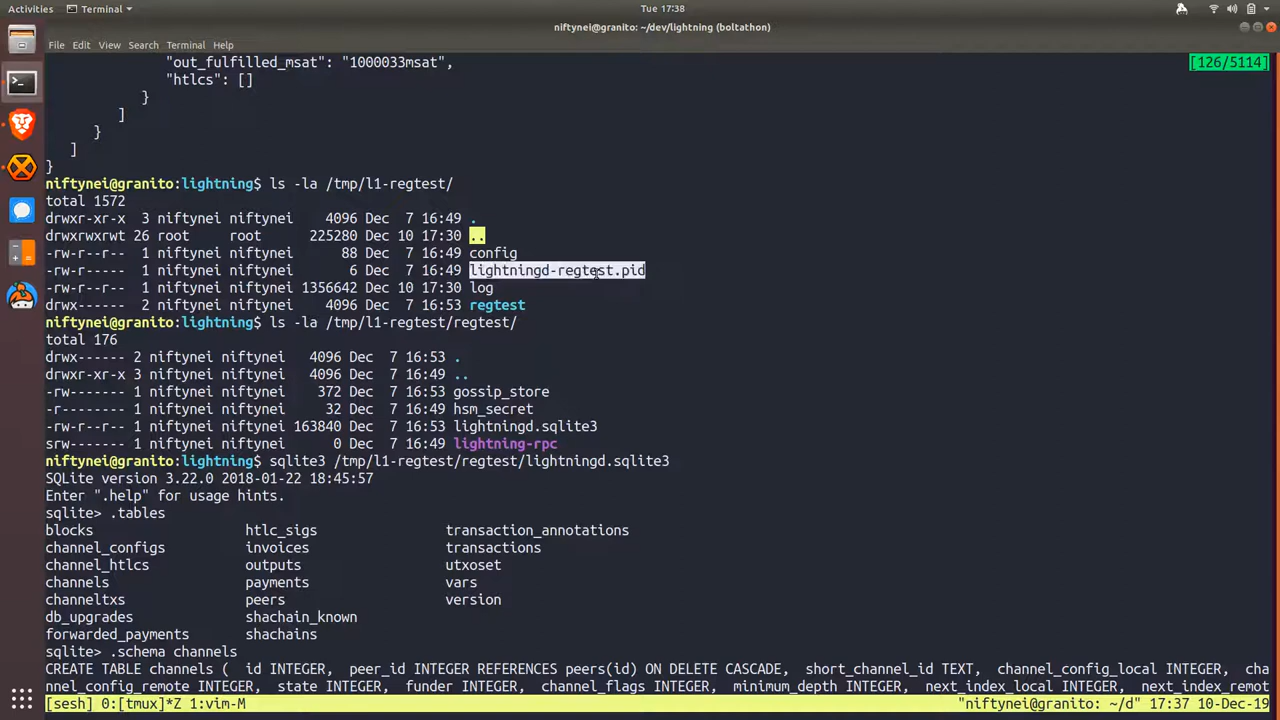 Activities Terminal Tue 17:38
niftynei@granito: ~/dev/lightning (boltathon)
File Edit View Search Terminal Help
"out_fulfilled_msat": "1000033msat", [126/5114]
"htlcs": []
}
]
}
]
}
niftynei@granito:lightning$ ls -la /tmp/l1-regtest/
total 1572
drwxr-xr-x 3 niftynei niftynei 4096 Dec 7 16:49 .
drwxrwxrwt 26 root root 225280 Dec 10 17:30 ..
-rw-r--r-- 1 niftynei niftynei 88 Dec 7 16:49 config
-rw-r----- 1 niftynei niftynei 6 Dec 7 16:49 lightningd-regtest.pid
-rw-r--r-- 1 niftynei niftynei 1356642 Dec 10 17:30 log
drwx------ 2 niftynei niftynei 4096 Dec 7 16:53 regtest
niftynei@granito:lightning$ ls -la /tmp/l1-regtest/regtest/
total 176
drwx------ 2 niftynei niftynei 4096 Dec 7 16:53 .
drwxr-xr-x 3 niftynei niftynei 4096 Dec 7 16:49 ..
-rw------- 1 niftynei niftynei 372 Dec 7 16:53 gossip_store
-r-------- 1 niftynei niftynei 32 Dec 7 16:49 hsm_secret
-rw-r--r-- 1 niftynei niftynei 163840 Dec 7 16:53 lightningd.sqlite3
srw------- 1 niftynei niftynei 0 Dec 7 16:49 lightning-rpc
niftynei@granito:lightning$ sqlite3 /tmp/l1-regtest/regtest/lightningd.sqlite3
SQLite version 3.22.0 2018-01-22 18:45:57
Enter ".help" for usage hints.
sqlite> .tables
blocks htlc_sigs transaction_annotations
channel_configs invoices transactions
channel_htlcs outputs utxoset
channels payments vars
channeltxs peers version
db_upgrades shachain_known
forwarded_payments shachains
sqlite> .schema channels
CREATE TABLE channels ( id INTEGER, peer_id INTEGER REFERENCES peers(id) ON DELETE CASCADE, short_channel_id TEXT, channel_config_local INTEGER, cha
nnel_config_remote INTEGER, state INTEGER, funder INTEGER, channel_flags INTEGER, minimum_depth INTEGER, next_index_local INTEGER, next_index_remot
[sesh] 0:[tmux]*Z 1:vim-M "niftynei@granito: ~/d" 17:37 10-Dec-19